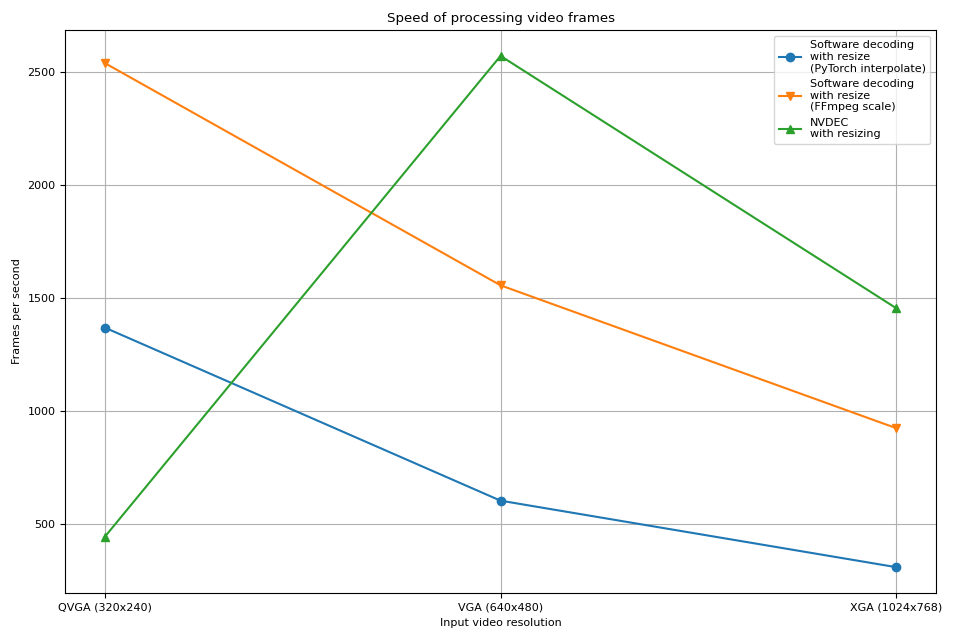 Speed of processing video frames
Software decoding
with resize
(PyTorch interpolate)
Software decoding
with resize
(FFmpeg scale)
NVDEC
with resizing
Frames per second
2500
2000
1500
1000
500
QVGA (320x240)
VGA (640x480)
XGA (1024x768)
Input video resolution